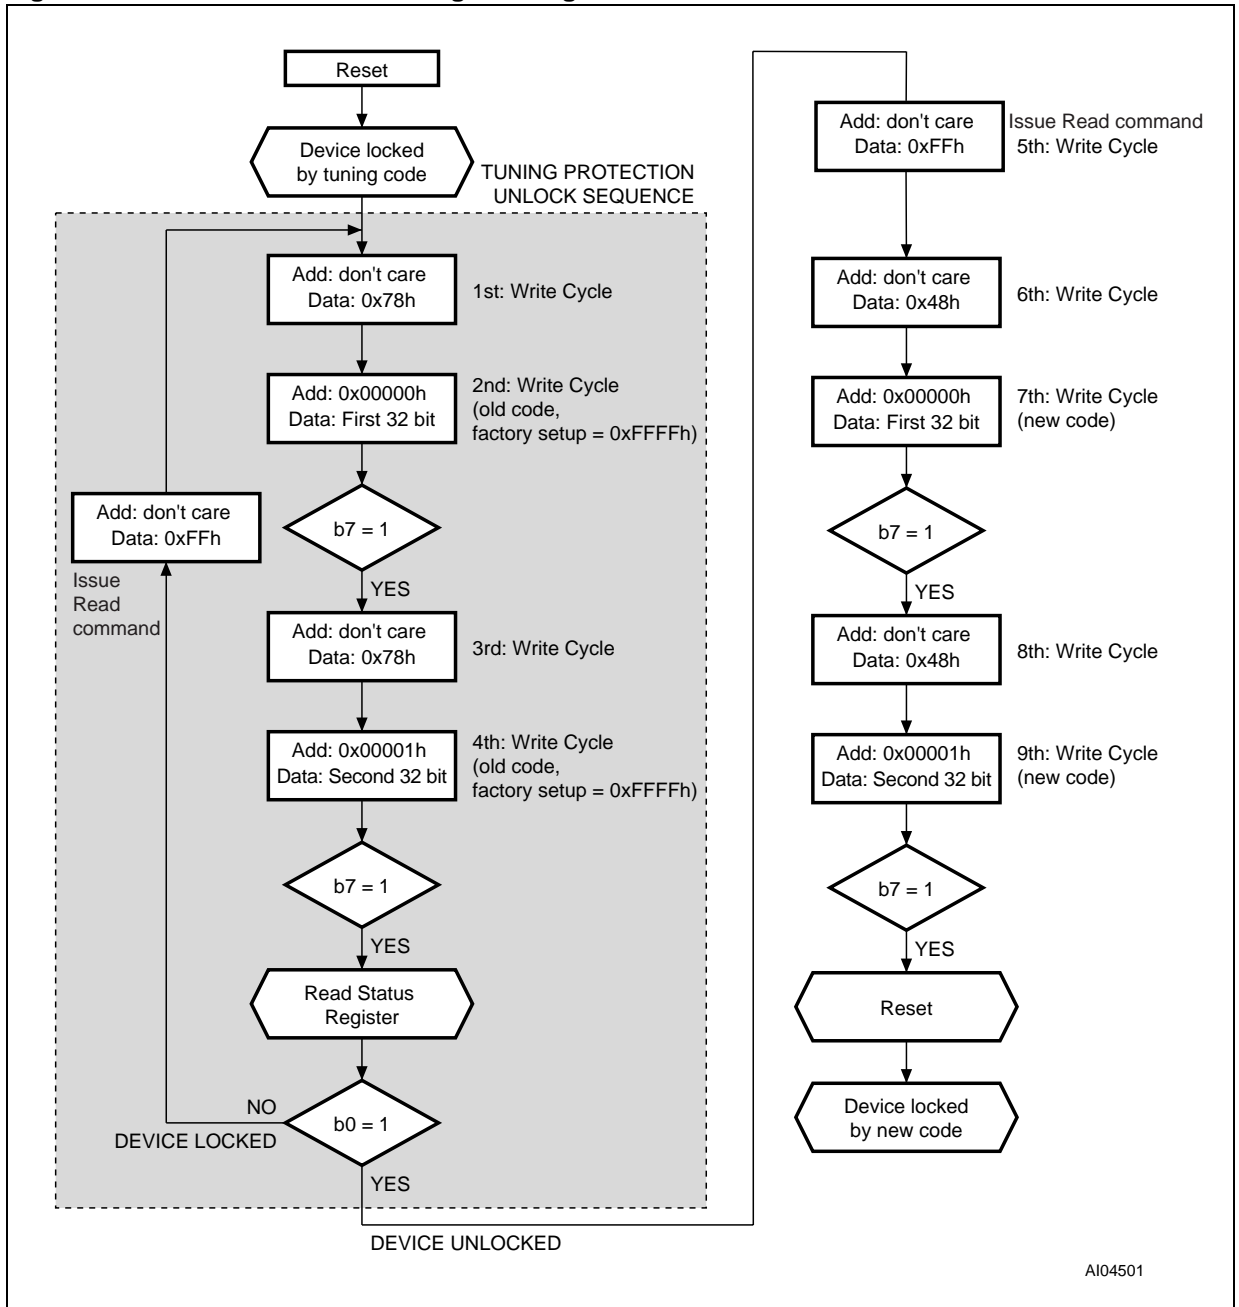 Reset
Device locked
by tuning code
TUNING PROTECTION
UNLOCK SEQUENCE
Add: don't care
Data: 0x78h
1st: Write Cycle
Add: 0x00000h
Data: First 32 bit
2nd: Write Cycle
(old code,
factory setup = 0xFFFFh)
b7 = 1
YES
Add: don't care
Data: 0xFFh
Issue
Read
command
Add: don't care
Data: 0x78h
3rd: Write Cycle
Add: 0x00001h
Data: Second 32 bit
4th: Write Cycle
(old code,
factory setup = 0xFFFFh)
b7 = 1
YES
Read Status
Register
b0 = 1
NO
DEVICE LOCKED
YES
DEVICE UNLOCKED
Add: don't care
Data: 0xFFh
Issue Read command
5th: Write Cycle
Add: don't care
Data: 0x48h
6th: Write Cycle
Add: 0x00000h
Data: First 32 bit
7th: Write Cycle
(new code)
b7 = 1
YES
Add: don't care
Data: 0x48h
8th: Write Cycle
Add: 0x00001h
Data: Second 32 bit
9th: Write Cycle
(new code)
b7 = 1
YES
Reset
Device locked
by new code
AI04501